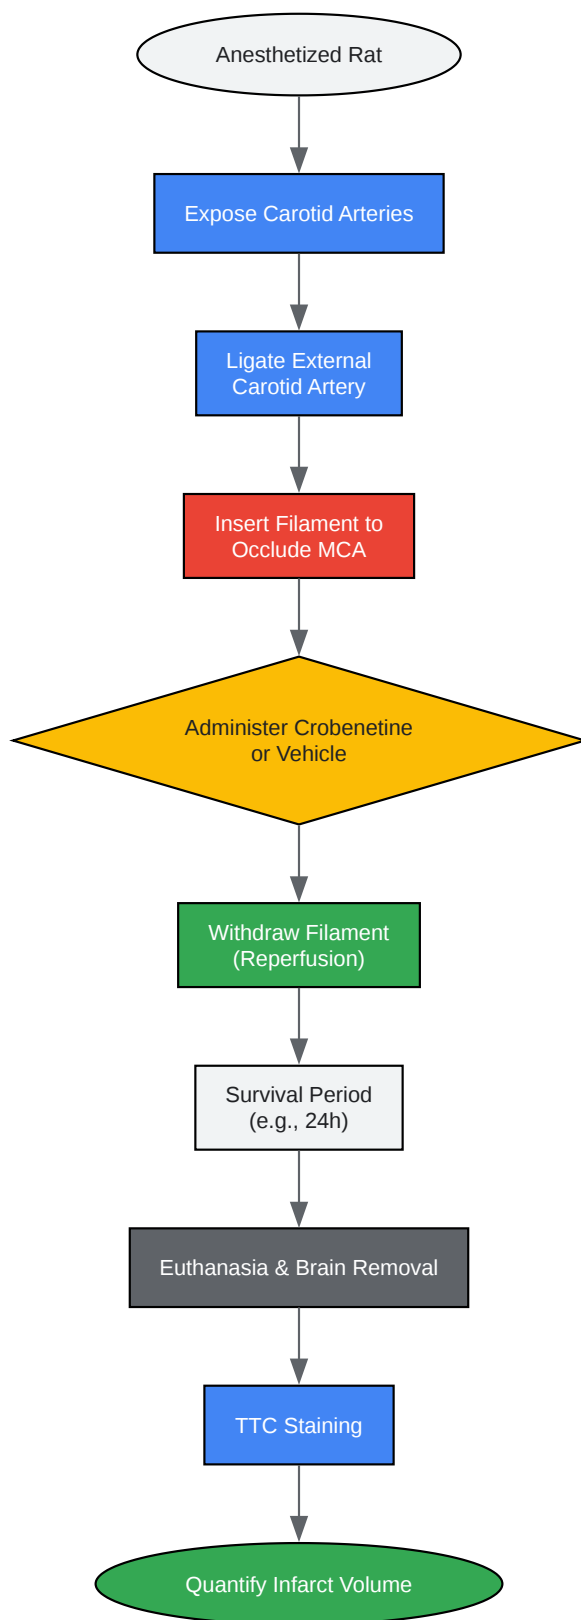 Anesthetized Rat
Expose Carotid Arteries
Ligate External
Carotid Artery
Insert Filament to
Occlude MCA
Administer Crobenetine
or Vehicle
Withdraw Filament
(Reperfusion)
Survival Period
(e.g., 24h)
Euthanasia & Brain Removal
TTC Staining
Quantify Infarct Volume